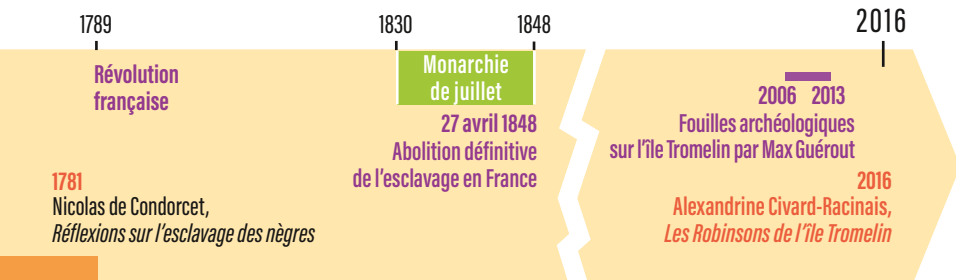 1789
1830
1848
2016
Révolution
française
Monarchie
de juillet
27 avril 1848
Abolition définitive
de l'esclavage en France
2006 2013
Fouilles archéologiques
sur l'île Tromelin par Max Guérout
1781
Nicolas de Condorcet,
Réflexions sur l'esclavage des nègres
2016
Alexandrine Civard-Racinais,
Les Robinsons de l'île Tromelin